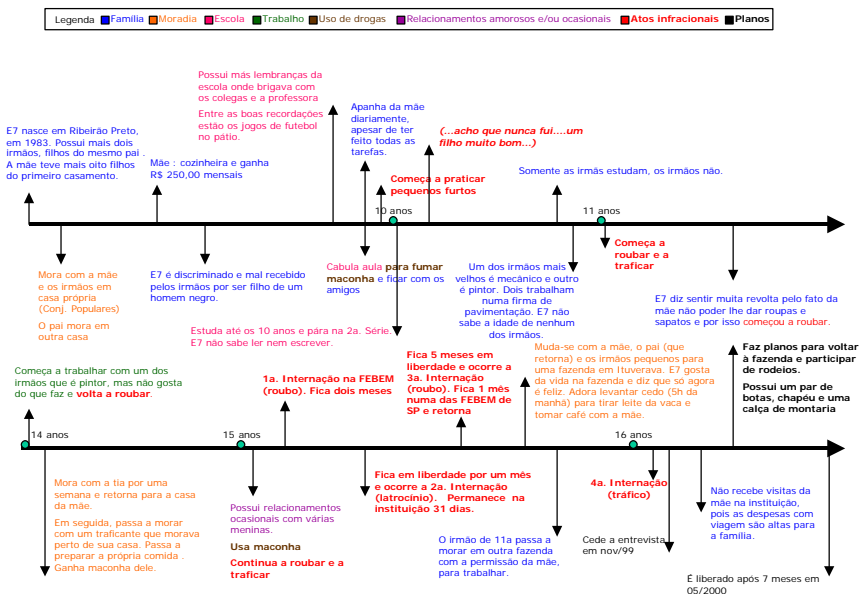 Legenda Família Moradia Escola Trabalho Uso de drogas Relacionamentos amorosos e/ou ocasionais Atos infracionais Planos
E7 nasce em Ribeirão Preto,
em 1983. Possui mais dois
irmãos, filhos do mesmo pai .
A mãe teve mais oito filhos
do primeiro casamento.
Mãe : cozinheira e ganha
R$ 250,00 mensais
Possui más lembranças da
escola onde brigava com
os colegas e a professora
Entre as boas recordações
estão os jogos de futebol
no pátio.
Apanha da mãe
diariamente,
apesar de ter
feito todas as
tarefas.
(...acho que nunca fui....um
filho muito bom...)
Começa a praticar
pequenos furtos
Somente as irmãs estudam, os irmãos não.
10 anos
11 anos
Mora com a mãe
e os irmãos em
casa própria
(Conj. Populares)
O pai mora em
outra casa
E7 é discriminado e mal recebido
pelos irmãos por ser filho de um
homem negro.
Cabula aula para fumar
maconha e ficar com os
amigos
Estuda até os 10 anos e pára na 2a. Série.
E7 não sabe ler nem escrever.
Um dos irmãos mais
velhos é mecânico e outro
é pintor. Dois trabalham
numa firma de
pavimentação. E7 não
sabe a idade de nenhum
dos irmãos.
Começa a
roubar e a
traficar
E7 diz sentir muita revolta pelo fato da
mãe não poder lhe dar roupas e
sapatos e por isso começou a roubar.
Começa a trabalhar com um dos
irmãos que é pintor, mas não gosta
do que faz e volta a roubar.
1a. Internação na FEBEM
(roubo). Fica dois meses
Fica 5 meses em
liberdade e ocorre a
3a. Internação
(roubo). Fica 1 mês
numa das FEBEM de
SP e retorna
Muda-se com a mãe, o pai (que
retorna) e os irmãos pequenos para
uma fazenda em Ituverava. E7 gosta
da vida na fazenda e diz que só agora
é feliz. Adora levantar cedo (5h da
manhã) para tirar leite da vaca e
tomar café com a mãe.
Faz planos para voltar
à fazenda e participar
de rodeios.
Possui um par de
botas, chapéu e uma
calça de montaria
14 anos
15 anos
16 anos
Mora com a tia por uma
semana e retorna para a casa
da mãe.
Em seguida, passa a morar
com um traficante que morava
perto de sua casa. Passa a
preparar a própria comida .
Ganha maconha dele.
Possui relacionamentos
ocasionais com várias
meninas.
Usa maconha
Continua a roubar e a
traficar
Fica em liberdade por um mês
e ocorre a 2a. Internação
(latrocínio). Permanece na
instituição 31 dias.
O irmão de 11a passa a
morar em outra fazenda
com a permissão da mãe,
para trabalhar.
4a. Internação
(tráfico)
Cede a entrevista
em nov/99
Não recebe visitas da
mãe na instituição,
pois as despesas com
viagem são altas para
a família.
É liberado após 7 meses em
05/2000